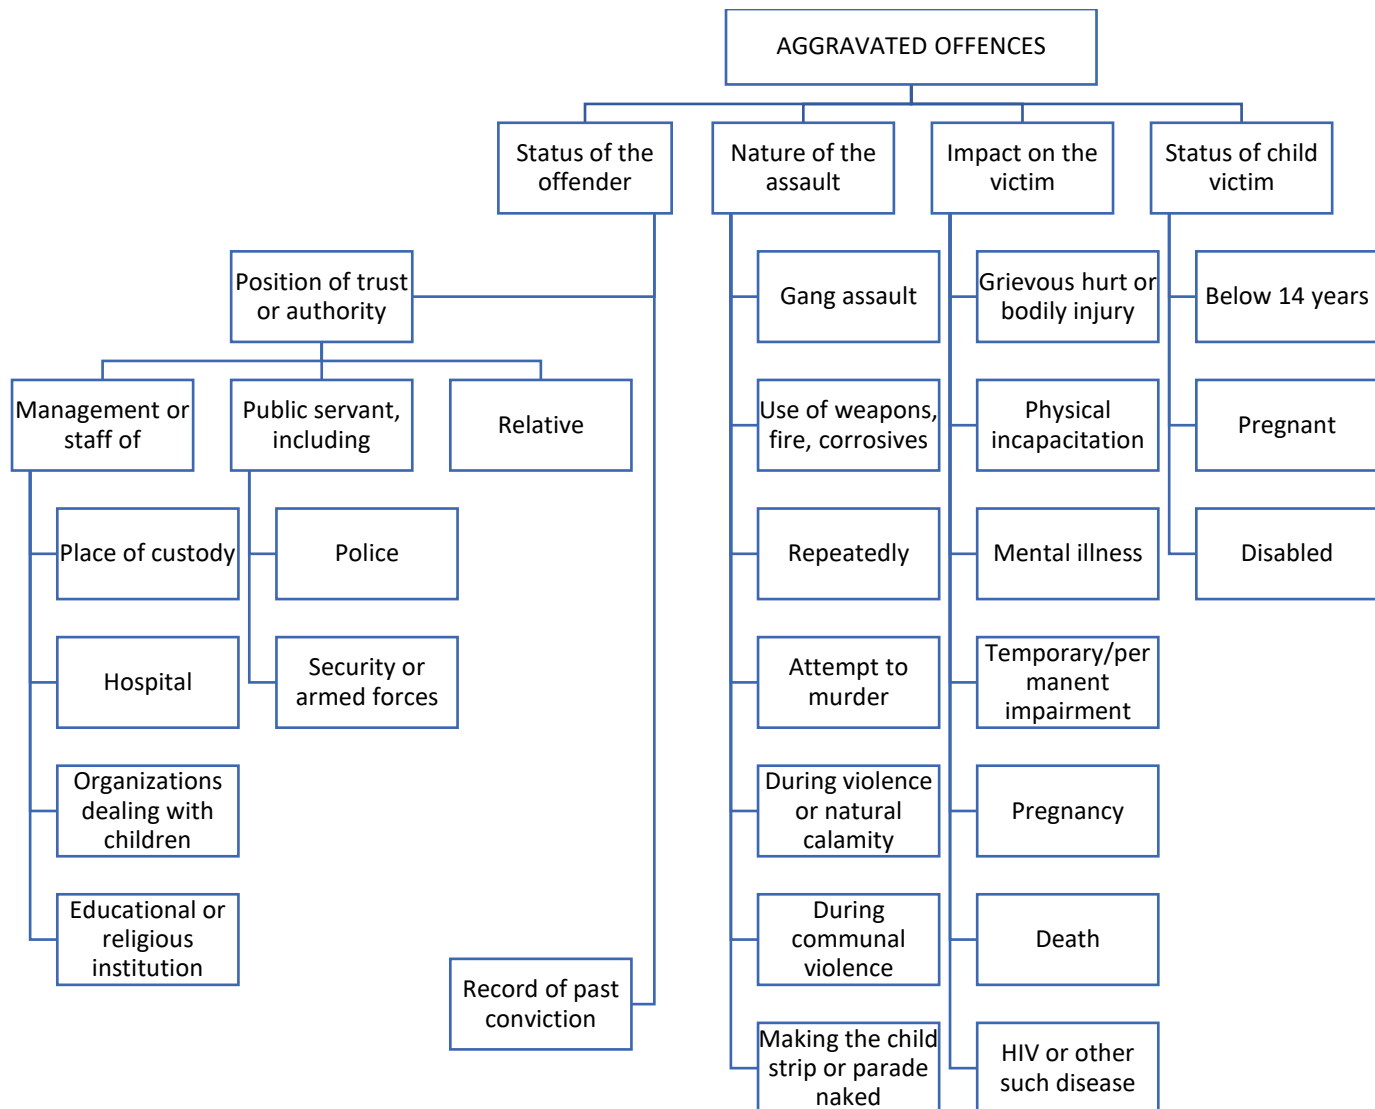 AGGRAVATED OFFENCES
Status of the
offender
Nature of the
assault
Impact on the
victim
Status of child
victim
Position of trust
or authority
Gang assault
Grievous hurt or
bodily injury
Below 14 years
Management or
staff of
Public servant,
including
Relative
Use of weapons,
fire, corrosives
Physical
incapacitation
Pregnant
Place of custody
Police
Repeatedly
Mental illness
Disabled
Hospital
Security or
armed forces
Attempt to
murder
Temporary/per
manent
impairment
Organizations
dealing with
children
During violence
or natural
calamity
Pregnancy
Educational or
religious
institution
Record of past
conviction
During
communal
violence
Death
Making the child
strip or parade
naked
HIV or other
such disease